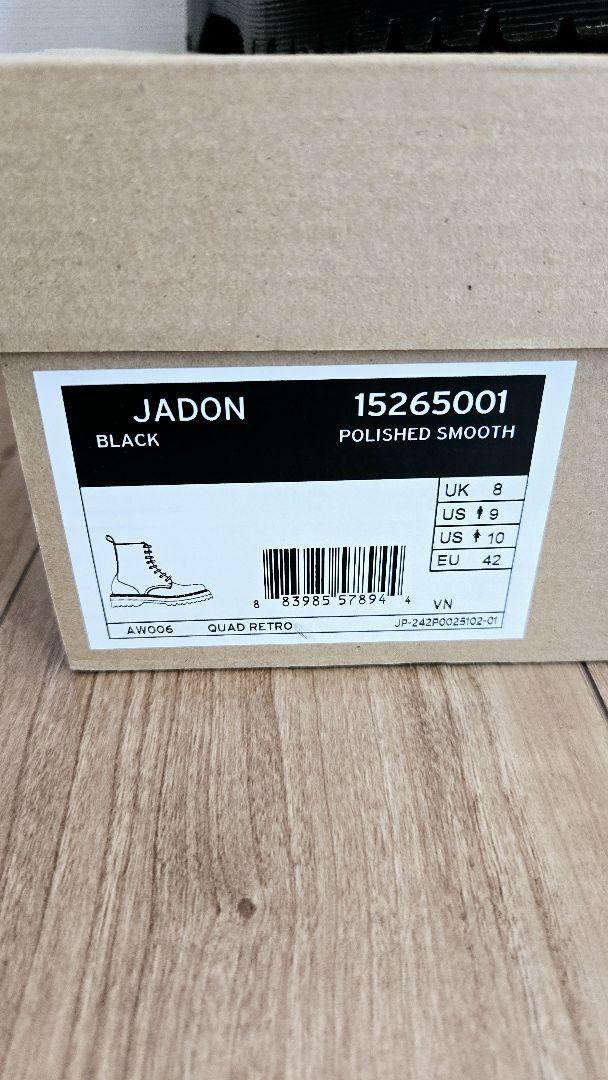 JADON 15265001
BLACK POLISHED SMOOTH
UK 8
US 9
US 10
EU 42
8 83985 57894 4
VN
AW006 QUAD RETRO JP-242P0025102-01